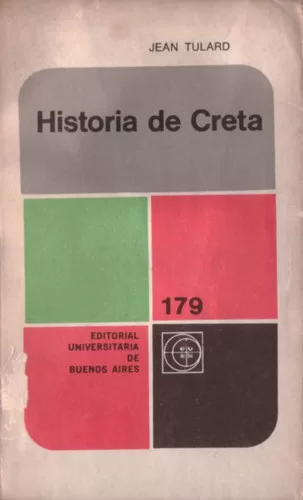 JEAN TULARD
Historia de Creta
179
EDITORIAL
UNIVERSITARIA
DE
BUENOS AIRES